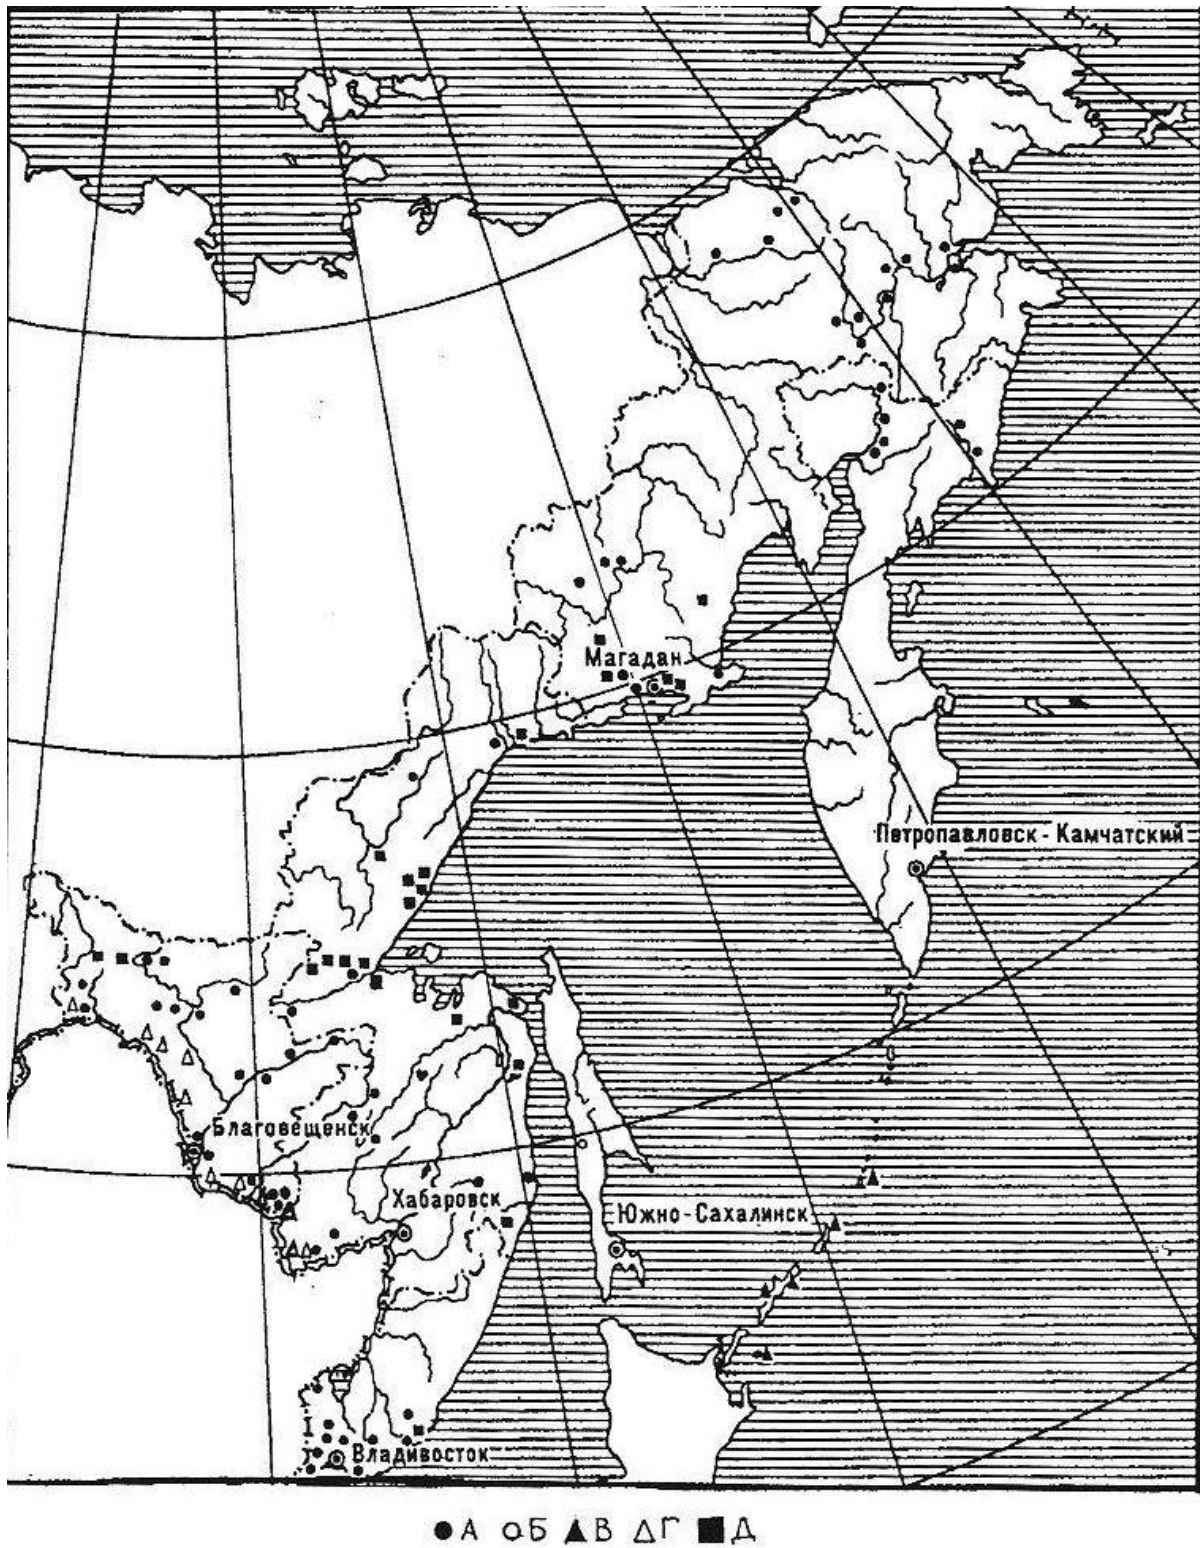 Магадан
Петропавловск-Камчатский
Благовещенск
Хабаровск
Южно-Сахалинск
Владивосток
А Б В Г Д